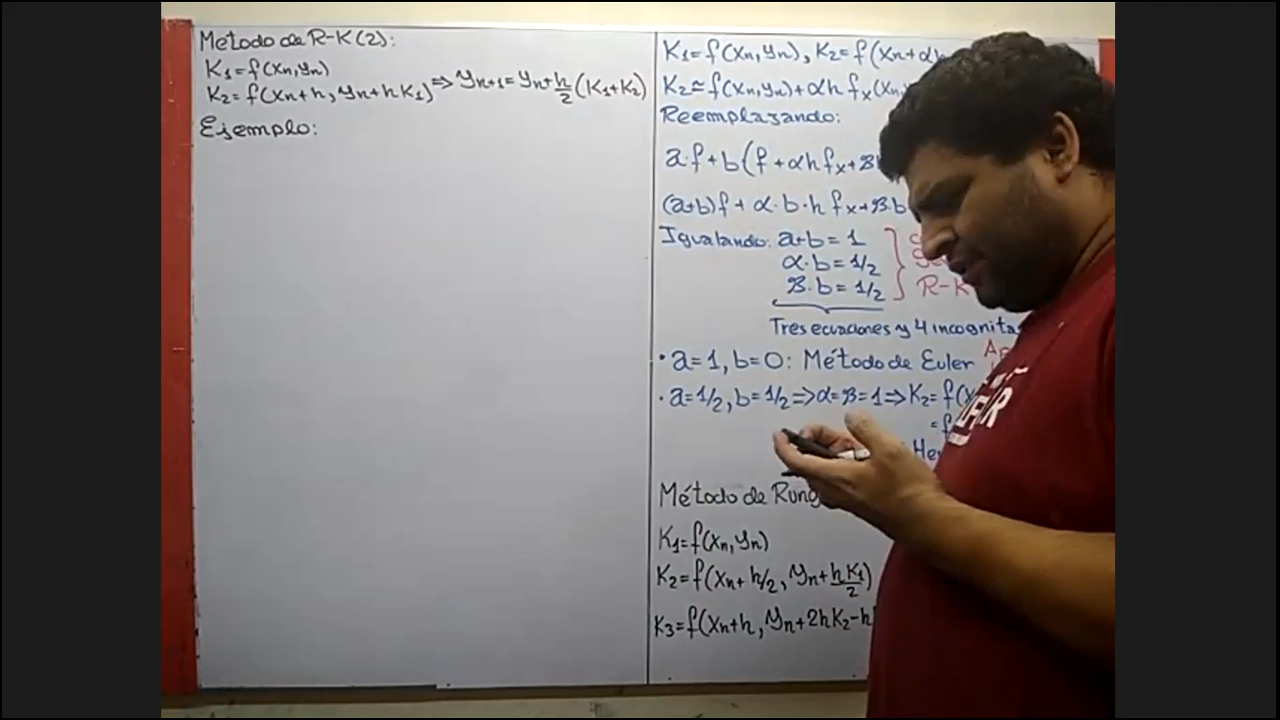 Metodo de R-K(2):
K₁=f(xn,yn)
K₂=f(xn+h, yn+hK₁) ⇒ yn+1=yn+h/2(K₁+K₂)
Ejemplo:
K₁=f(xn,yn), K₂=f(xn+αh
K₂≃f(xn,yn)+αh fx(xn,
Reemplazando:
a·f+b(f+αh fx+B
(a+b)f+α·b·h fx+B·b
Igualando: a+b=1
α·b=1/2
B·b=1/2
R-K
Tres ecuaciones y 4 incognita
• a=1, b=0: Método de Euler
• a=1/2, b=1/2 ⇒ α=B=1 ⇒ K₂=f(x
=f
He
Método de Rung
K₁=f(xn,yn)
K₂=f(xn+h/2, yn+hK₁/2)
K₃=f(xn+h, yn+2hK₂-h